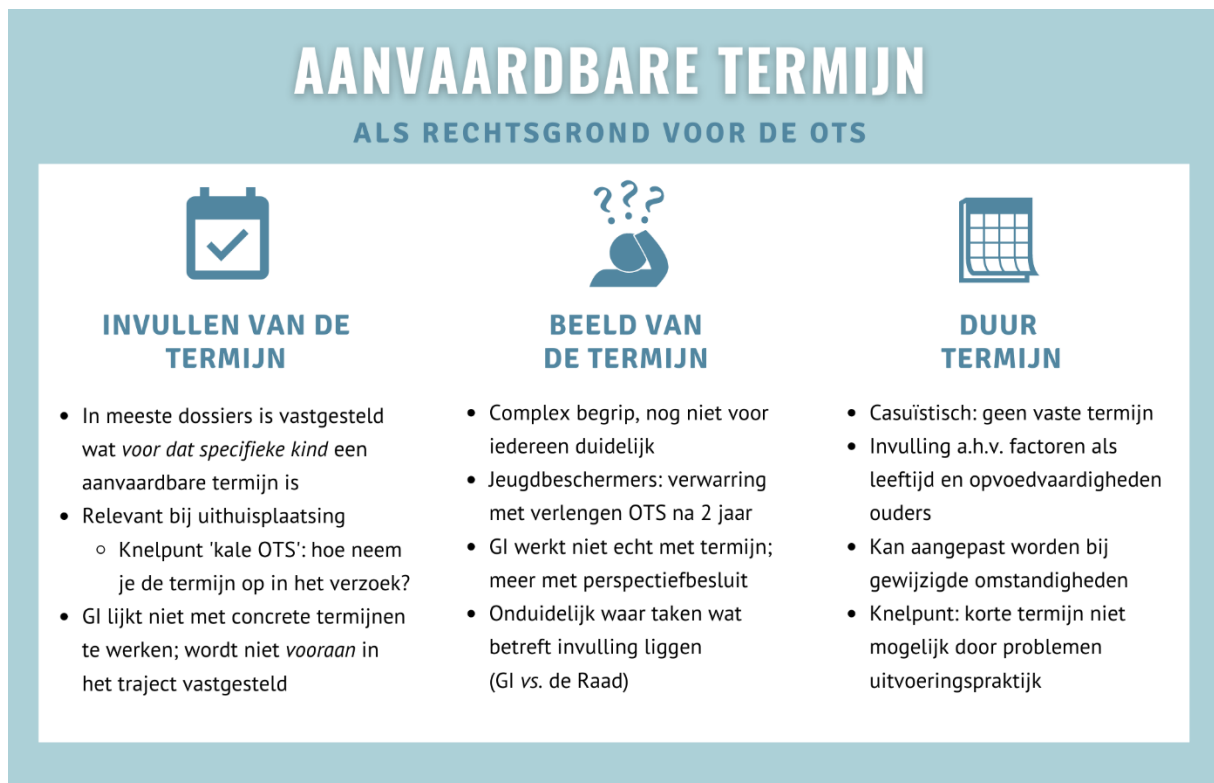 AANVAARDBARE TERMIJN
ALS RECHTSGROND VOOR DE OTS
???
INVULLEN VAN DE
TERMIJN
• In meeste dossiers is vastgesteld
wat voor dat specifieke kind een
aanvaardbare termijn is
• Relevant bij uithuisplaatsing
○ Knelpunt 'kale OTS': hoe neem
je de termijn op in het verzoek?
• GI lijkt niet met concrete termijnen
te werken; wordt niet vooraan in
het traject vastgesteld
BEELD VAN
DE TERMIJN
• Complex begrip, nog niet voor
iedereen duidelijk
• Jeugdbeschermers: verwarring
met verlengen OTS na 2 jaar
• GI werkt niet echt met termijn;
meer met perspectiefbesluit
• Onduidelijk waar taken wat
betreft invulling liggen
(GI vs. de Raad)
DUUR
TERMIJN
• Casuïstisch: geen vaste termijn
• Invulling a.h.v. factoren als
leeftijd en opvoedvaardigheden
ouders
• Kan aangepast worden bij
gewijzigde omstandigheden
• Knelpunt: korte termijn niet
mogelijk door problemen
uitvoeringspraktijk